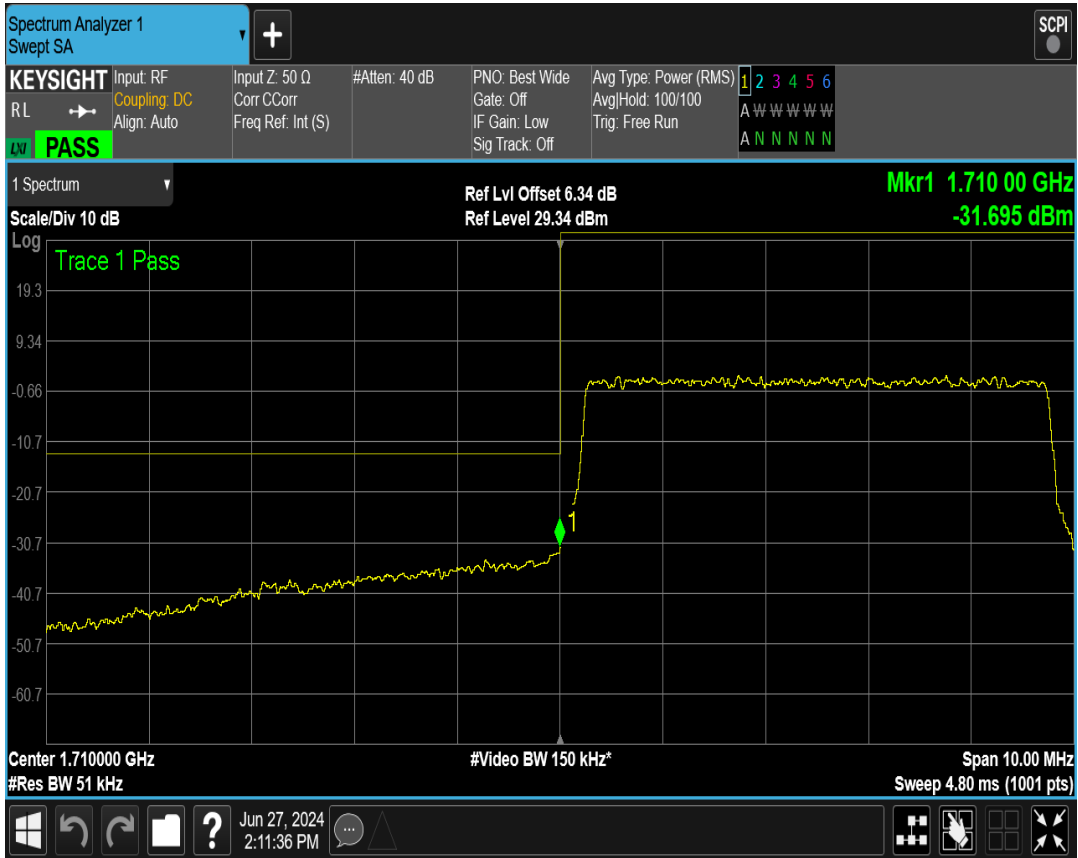 Spectrum Analyzer 1
Swept SA
SCPI
KEYSIGHT
RL
LXI PASS
Input: RF
Coupling: DC
Align: Auto
Input Z: 50 Ω
Corr CCorr
Freq Ref: Int (S)
#Atten: 40 dB
PNO: Best Wide
Gate: Off
IF Gain: Low
Sig Track: Off
Avg Type: Power (RMS)
Avg|Hold: 100/100
Trig: Free Run
1 2 3 4 5 6
A W W W W W
A N N N N N
1 Spectrum
Scale/Div 10 dB
Ref Lvl Offset 6.34 dB
Ref Level 29.34 dBm
Mkr1 1.710 00 GHz
-31.695 dBm
Log
Trace 1 Pass
19.3
9.34
-0.66
-10.7
-20.7
1
-30.7
-40.7
-50.7
-60.7
Center 1.710000 GHz
#Video BW 150 kHz*
Span 10.00 MHz
#Res BW 51 kHz
Sweep 4.80 ms (1001 pts)
?
Jun 27, 2024
2:11:36 PM